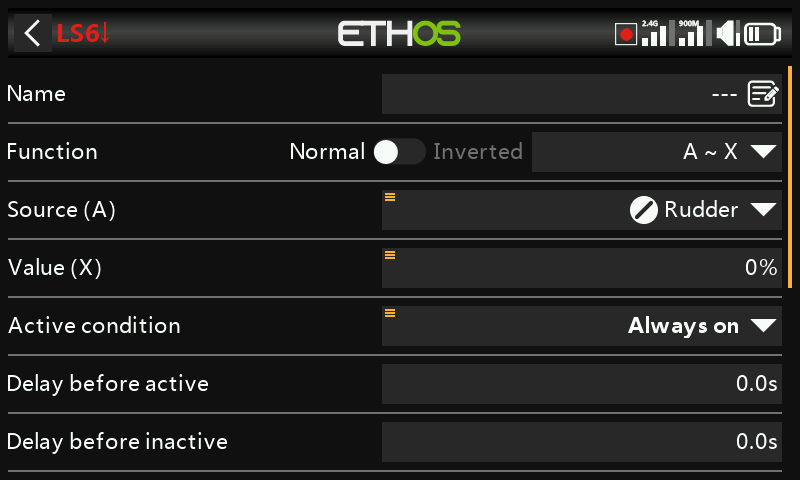 LS6↓ ETHOS 2.4G 900M
Name ---
Function Normal Inverted A ~ X
Source (A) Rudder
Value (X) 0%
Active condition Always on
Delay before active 0.0s
Delay before inactive 0.0s